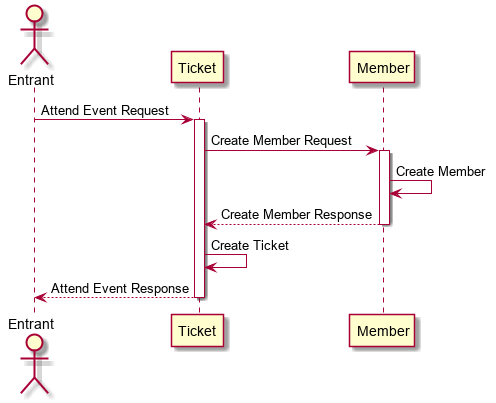 Entrant
Ticket
Member
Attend Event Request
Create Member Request
Create Member
Create Member Response
Create Ticket
Attend Event Response
Entrant
Ticket
Member